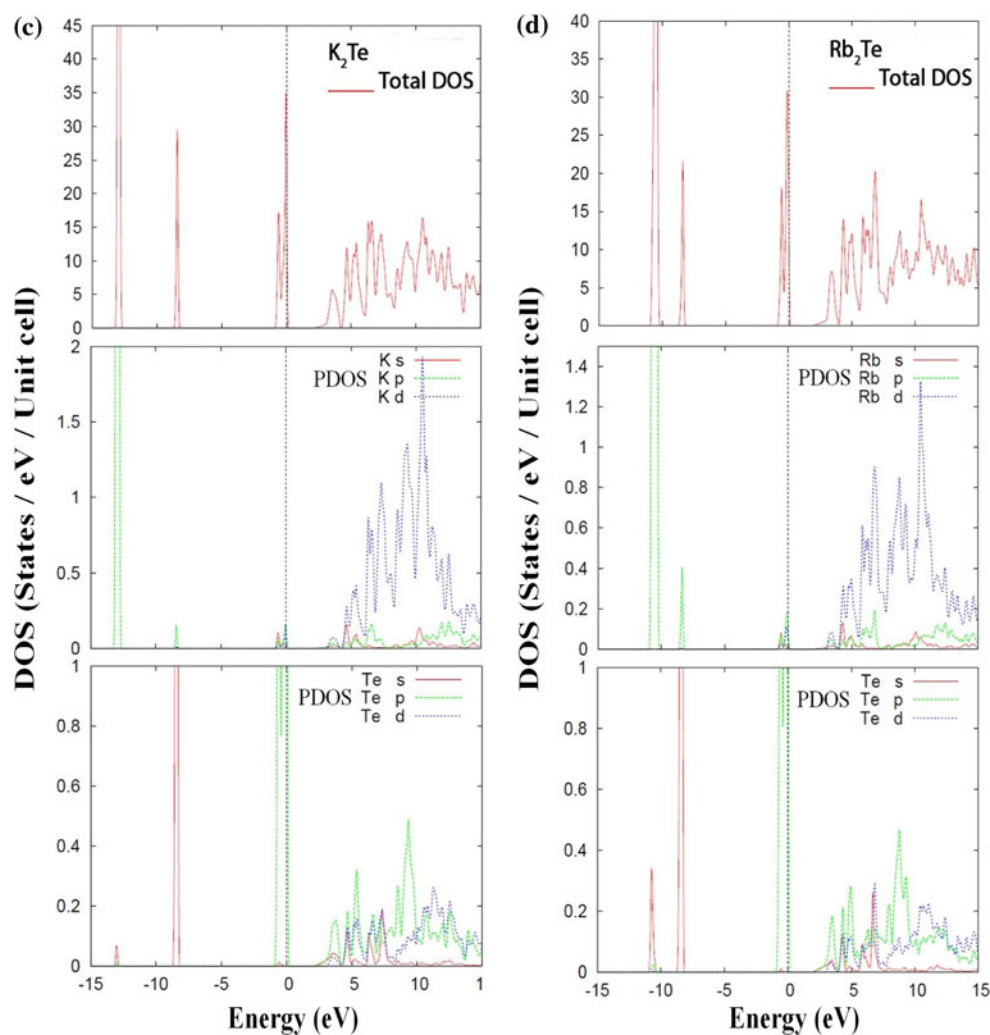 (c)
45
40
35
30
25
20
15
10
5
0
K₂Te
Total DOS
2
1.5
1
0.5
0
PDOS
K s
K p
K d
1
0.8
0.6
0.4
0.2
0
PDOS
Te s
Te p
Te d
-15 -10 -5 0 5 10 1
Energy (eV)
DOS (States / eV / Unit cell)
(d)
40
35
30
25
20
15
10
5
0
Rb₂Te
Total DOS
1.4
1.2
1
0.8
0.6
0.4
0.2
0
PDOS
Rb s
Rb p
Rb d
1
0.8
0.6
0.4
0.2
0
PDOS
Te s
Te p
Te d
-15 -10 -5 0 5 10 15
Energy (eV)
DOS (States / eV / Unit cell)